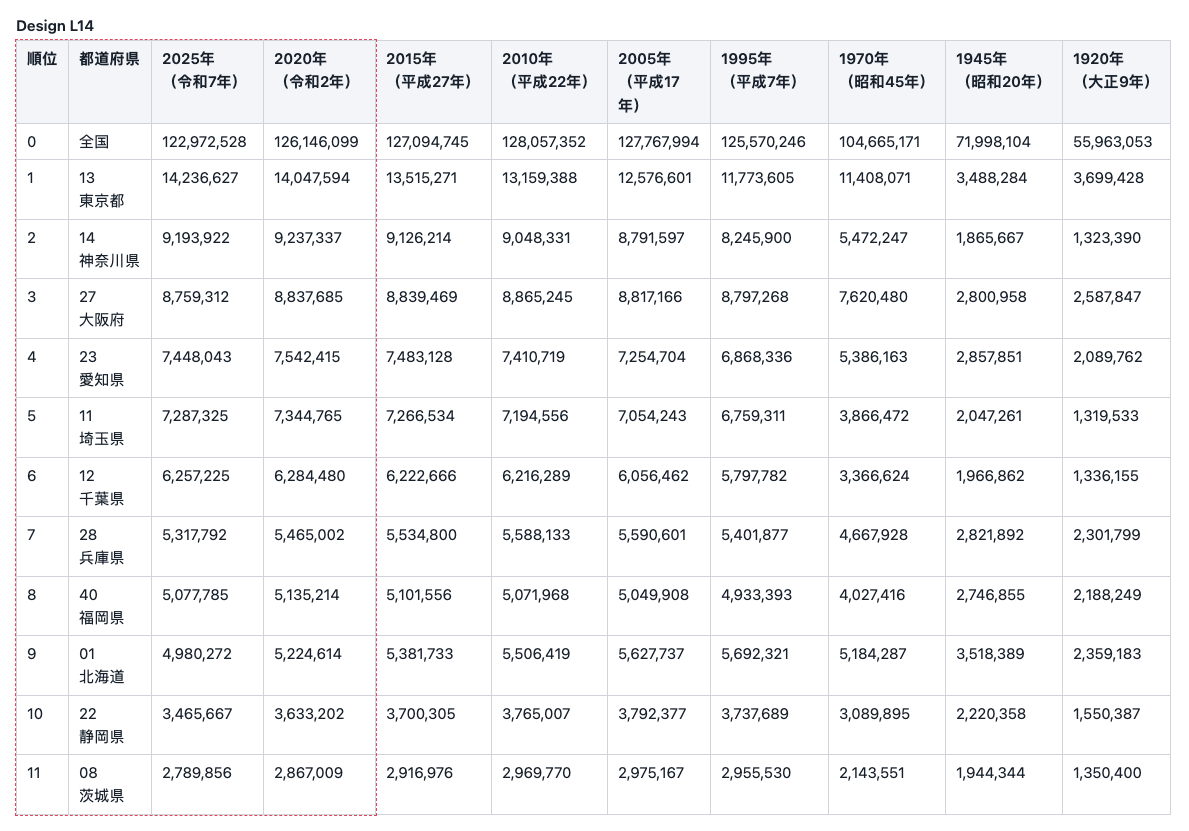 Design L14
順位 都道府県 2025年 2020年 2015年 2010年 2005年 1995年 1970年 1945年 1920年
（令和7年） （令和2年） （平成27年） （平成22年） （平成17 （平成7年） （昭和45年） （昭和20年） （大正9年）
年）
0 全国 122,972,528 126,146,099 127,094,745 128,057,352 127,767,994 125,570,246 104,665,171 71,998,104 55,963,053
1 13 14,236,627 14,047,594 13,515,271 13,159,388 12,576,601 11,773,605 11,408,071 3,488,284 3,699,428
東京都
2 14 9,193,922 9,237,337 9,126,214 9,048,331 8,791,597 8,245,900 5,472,247 1,865,667 1,323,390
神奈川県
3 27 8,759,312 8,837,685 8,839,469 8,865,245 8,817,166 8,797,268 7,620,480 2,800,958 2,587,847
大阪府
4 23 7,448,043 7,542,415 7,483,128 7,410,719 7,254,704 6,868,336 5,386,163 2,857,851 2,089,762
愛知県
5 11 7,287,325 7,344,765 7,266,534 7,194,556 7,054,243 6,759,311 3,866,472 2,047,261 1,319,533
埼玉県
6 12 6,257,225 6,284,480 6,222,666 6,216,289 6,056,462 5,797,782 3,366,624 1,966,862 1,336,155
千葉県
7 28 5,317,792 5,465,002 5,534,800 5,588,133 5,590,601 5,401,877 4,667,928 2,821,892 2,301,799
兵庫県
8 40 5,077,785 5,135,214 5,101,556 5,071,968 5,049,908 4,933,393 4,027,416 2,746,855 2,188,249
福岡県
9 01 4,980,272 5,224,614 5,381,733 5,506,419 5,627,737 5,692,321 5,184,287 3,518,389 2,359,183
北海道
10 22 3,465,667 3,633,202 3,700,305 3,765,007 3,792,377 3,737,689 3,089,895 2,220,358 1,550,387
静岡県
11 08 2,789,856 2,867,009 2,916,976 2,969,770 2,975,167 2,955,530 2,143,551 1,944,344 1,350,400
茨城県